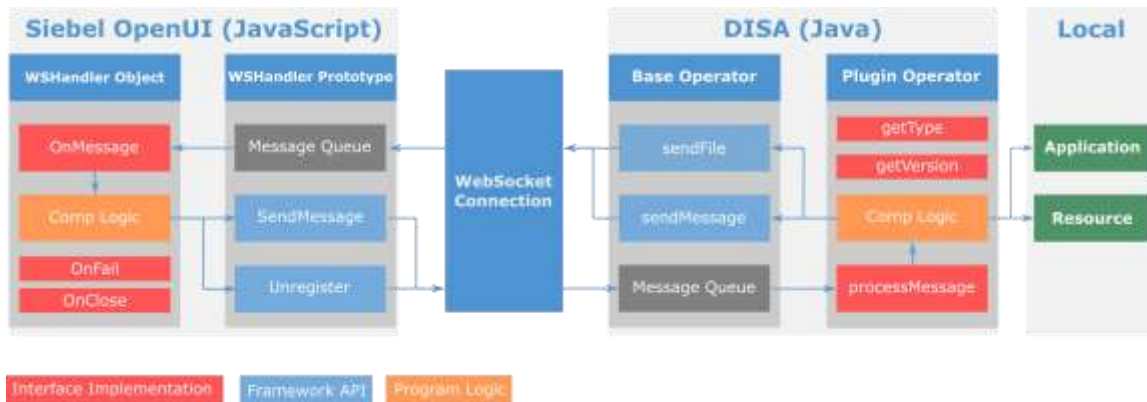 Siebel OpenUI (JavaScript)
DISA (Java)
Local
WSHandler Object
WSHandler Prototype
Base Operator
Plugin Operator
OnMessage
Message Queue
WebSocket
Connection
sendFile
getType
getVersion
Application
Comp Logic
SendMessage
sendMessage
Comp Logic
Resource
OnFail
OnClose
Unregister
Message Queue
processMessage
Interface Implementation
Framework API
Program Logic